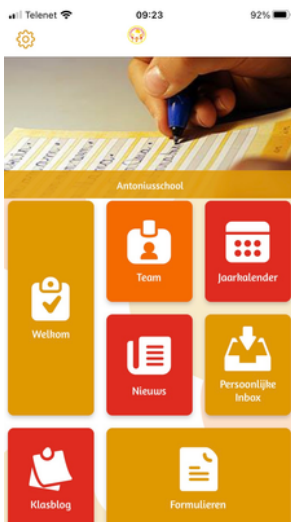 Telenet 09:23 92%
Antoniusschool
Welkom
Team
Jaarkalender
Nieuws
Persoonlijke
Inbox
Klasblog
Formulieren